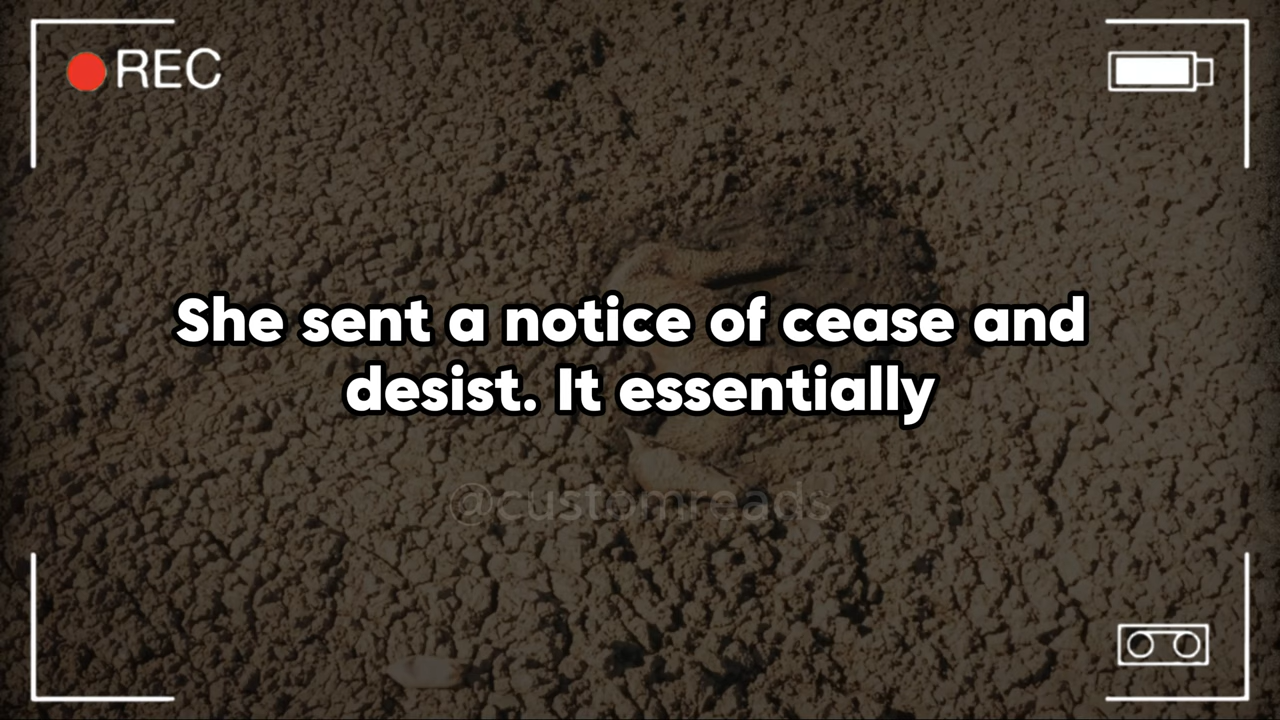 REC
She sent a notice of cease and
desist. It essentially
@customreads